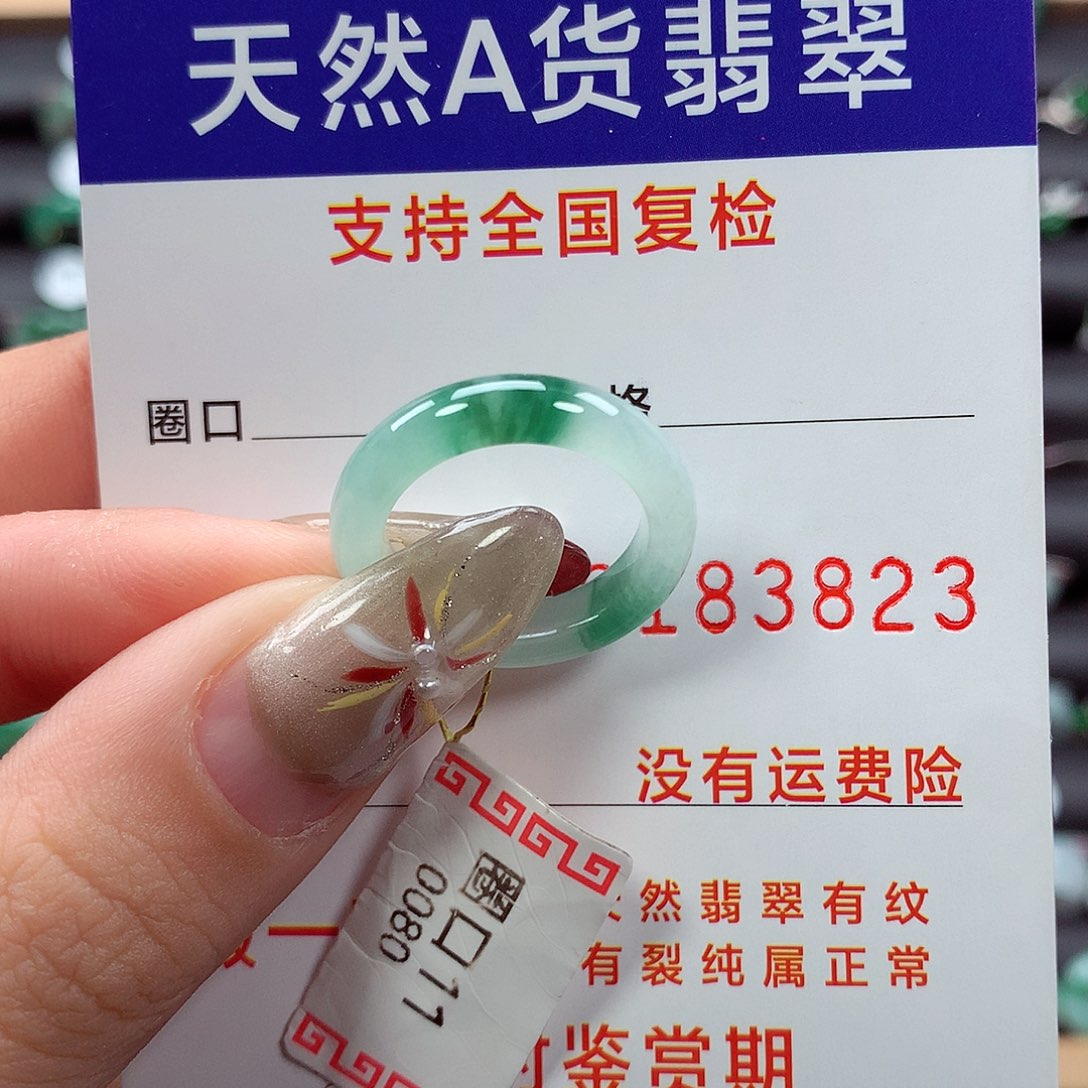 天然A货翡翠
支持全国复检
圈口
183823
没有运费险
然翡翠有纹
有裂纯属正常
鉴赏期
圈口11
0080